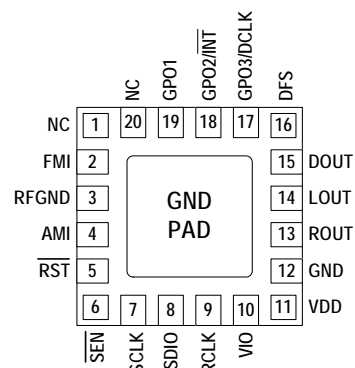 NC
GPO1
GPO2/INT
GPO3/DCLK
DFS
NC 1 20 19 18 17 16
FMI 2 15 DOUT
RFGND 3 GND 14 LOUT
AMI 4 PAD 13 ROUT
RST 5 12 GND
6 7 8 9 10 11 VDD
SEN
SCLK
SDIO
RCLK
VIO